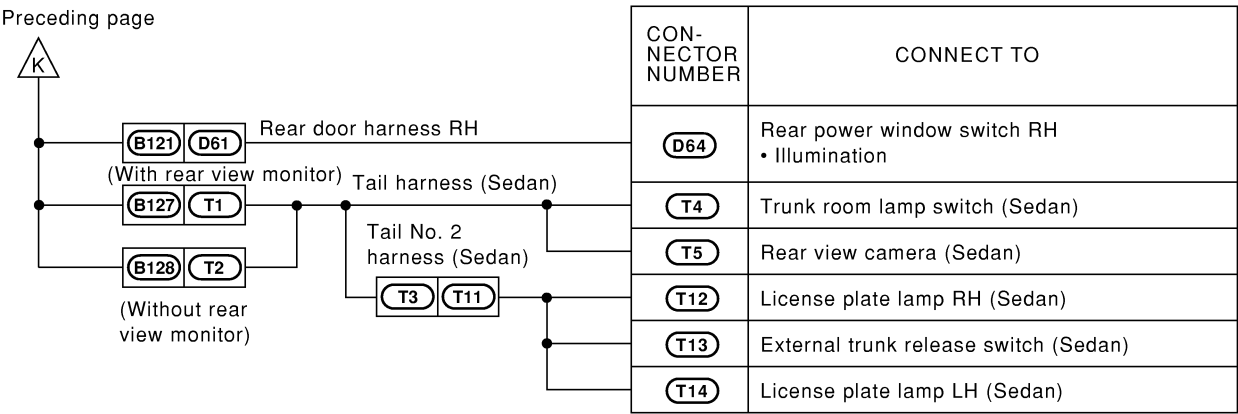 Preceding page
K
B121 D61
Rear door harness RH
(With rear view monitor)
B127 T1
Tail harness (Sedan)
B128 T2
(Without rear
view monitor)
Tail No. 2
harness (Sedan)
T3 T11
CON-
NECTOR
NUMBER
CONNECT TO
D64
Rear power window switch RH
• Illumination
T4
Trunk room lamp switch (Sedan)
T5
Rear view camera (Sedan)
T12
License plate lamp RH (Sedan)
T13
External trunk release switch (Sedan)
T14
License plate lamp LH (Sedan)